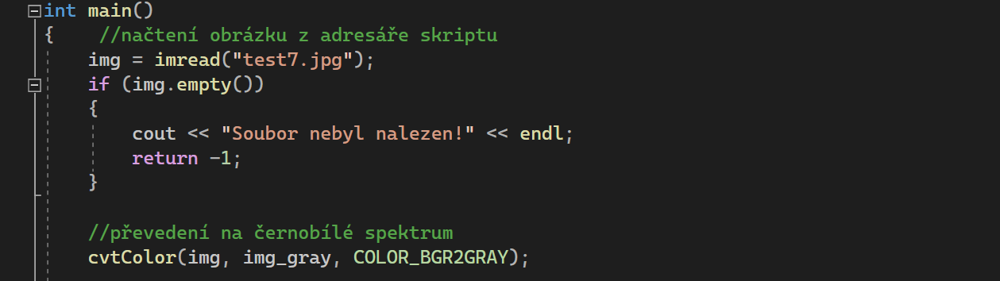 int main()
{    //načtení obrázku z adresáře skriptu
    img = imread("test7.jpg");
    if (img.empty())
    {
        cout << "Soubor nebyl nalezen!" << endl;
        return -1;
    }

    //převedení na černobílé spektrum
    cvtColor(img, img_gray, COLOR_BGR2GRAY);